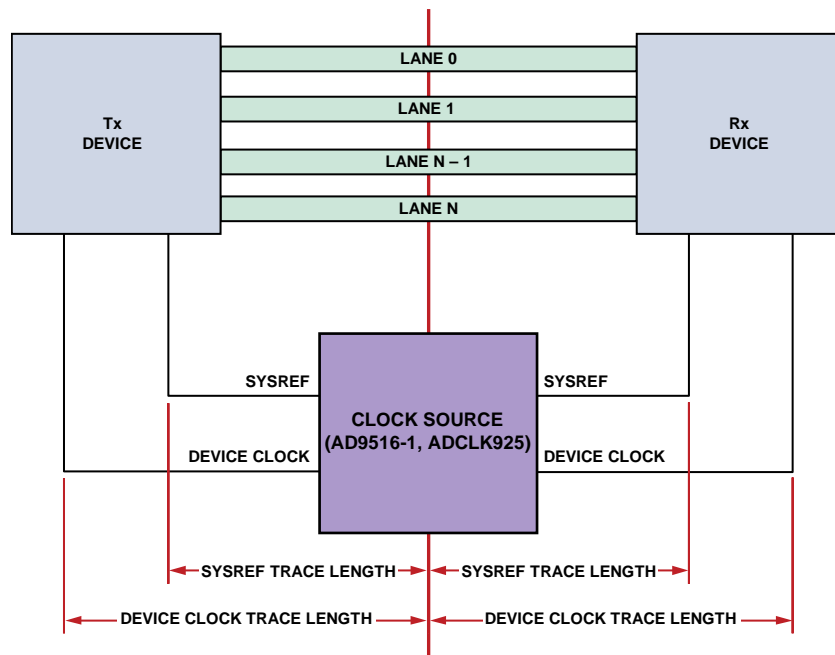 LANE 0
LANE 1
LANE N – 1
LANE N
Tx
DEVICE
Rx
DEVICE
SYSREF
SYSREF
CLOCK SOURCE
(AD9516-1, ADCLK925)
DEVICE CLOCK
DEVICE CLOCK
SYSREF TRACE LENGTH
SYSREF TRACE LENGTH
DEVICE CLOCK TRACE LENGTH
DEVICE CLOCK TRACE LENGTH